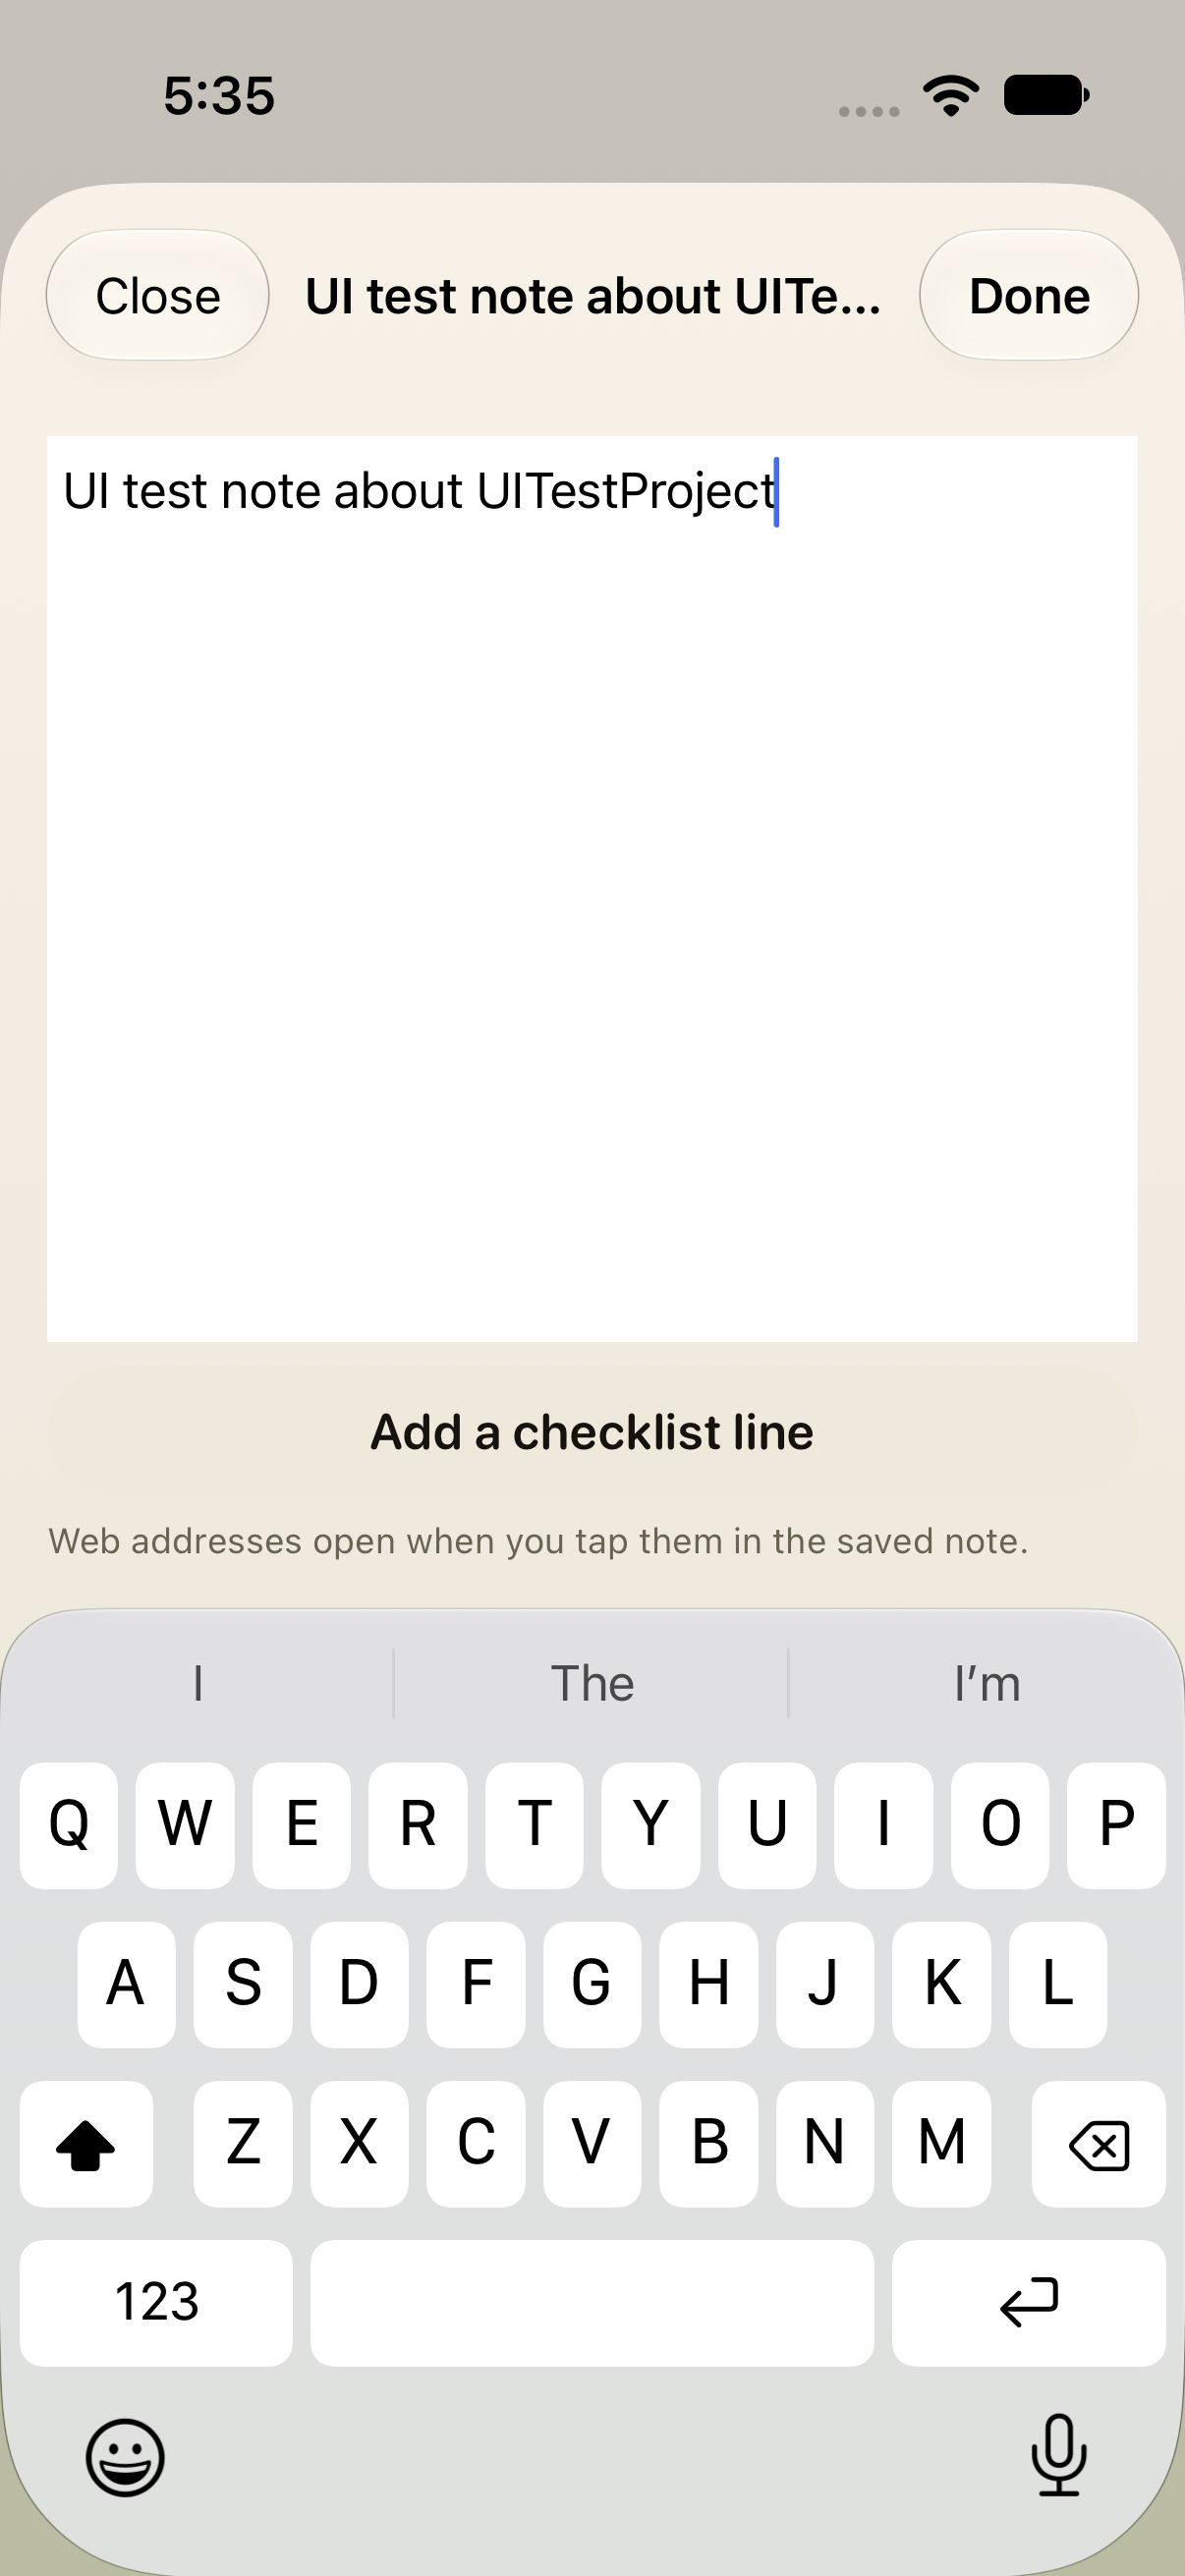 5:35
Close
UI test note about UITe...
Done
UI test note about UITestProject
Add a checklist line
Web addresses open when you tap them in the saved note.
I
The
I’m
Q W E R T Y U I O P
A S D F G H J K L
Z X C V B N M
123